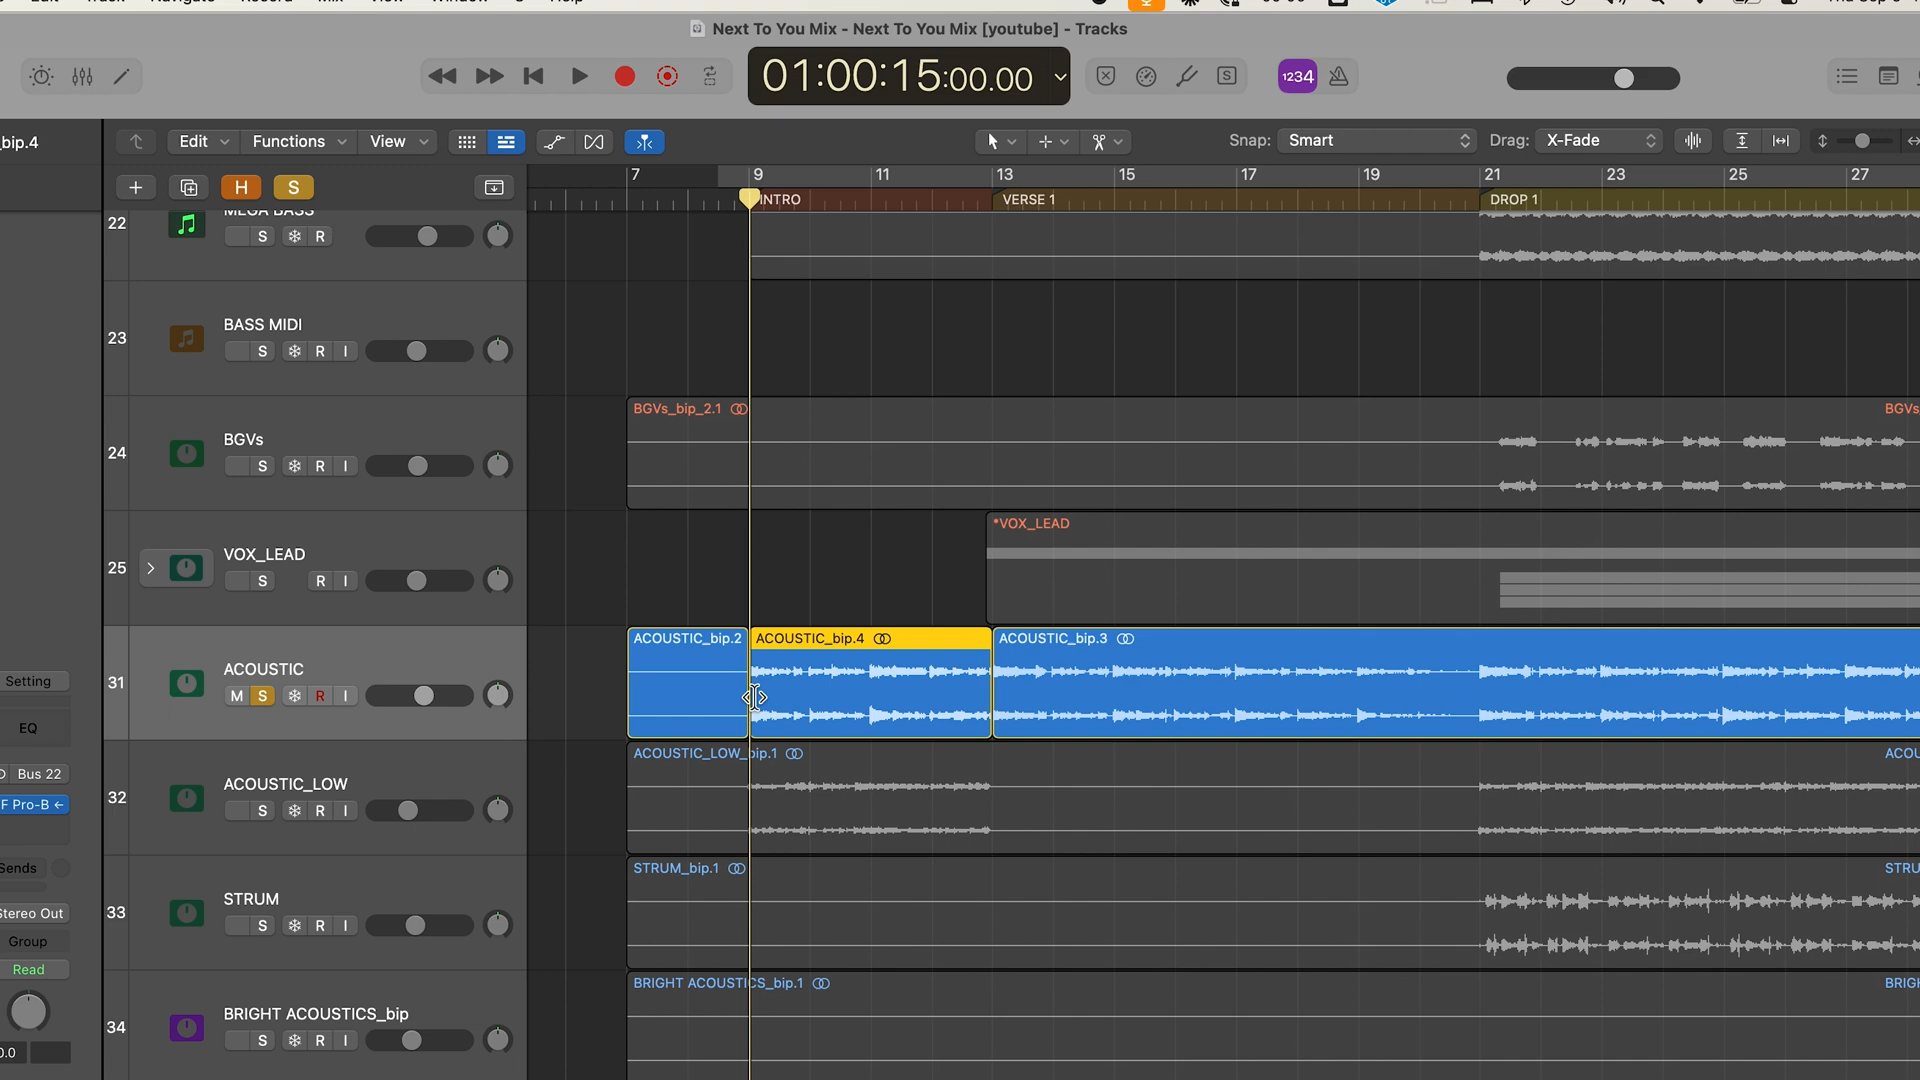 Next To You Mix - Next To You Mix [youtube] - Tracks
01:00:15:00.00
1234
_bip.4
Edit
Functions
View
Snap:
Smart
Drag:
X-Fade
H
S
7
9
11
13
15
17
19
21
23
25
27
INTRO
VERSE 1
DROP 1
22
MEGA BASS
S
R
23
BASS MIDI
S
R
I
24
BGVs
S
R
I
BGVs_bip_2.1
BGVs
25
VOX_LEAD
S
R
I
*VOX_LEAD
31
ACOUSTIC
M
S
R
I
ACOUSTIC_bip.2
ACOUSTIC_bip.4
ACOUSTIC_bip.3
32
ACOUSTIC_LOW
S
R
I
ACOUSTIC_LOW_bip.1
ACOU
33
STRUM
S
R
I
STRUM_bip.1
STRU
34
BRIGHT ACOUSTICS_bip
S
R
I
BRIGHT ACOUSTICS_bip.1
BRIGH
Setting
EQ
Bus 22
F Pro-B
Sends
Stereo Out
Group
Read
0.0